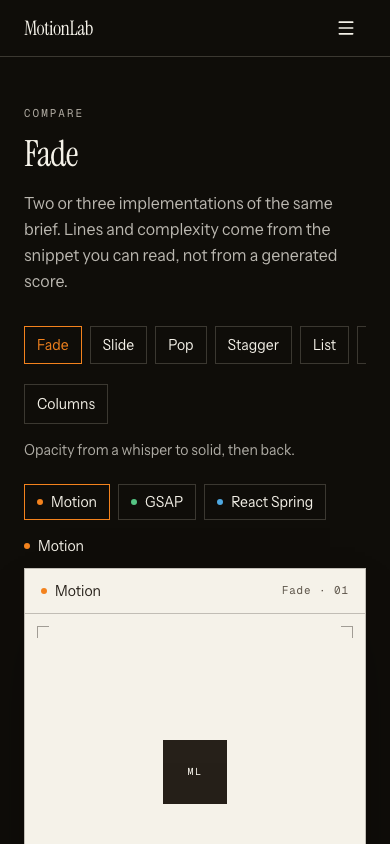 MotionLab
COMPARE
Fade
Two or three implementations of the same
brief. Lines and complexity come from the
snippet you can read, not from a generated
score.
Fade Slide Pop Stagger List
Columns
Opacity from a whisper to solid, then back.
Motion GSAP React Spring
Motion
Motion Fade · 01
ML